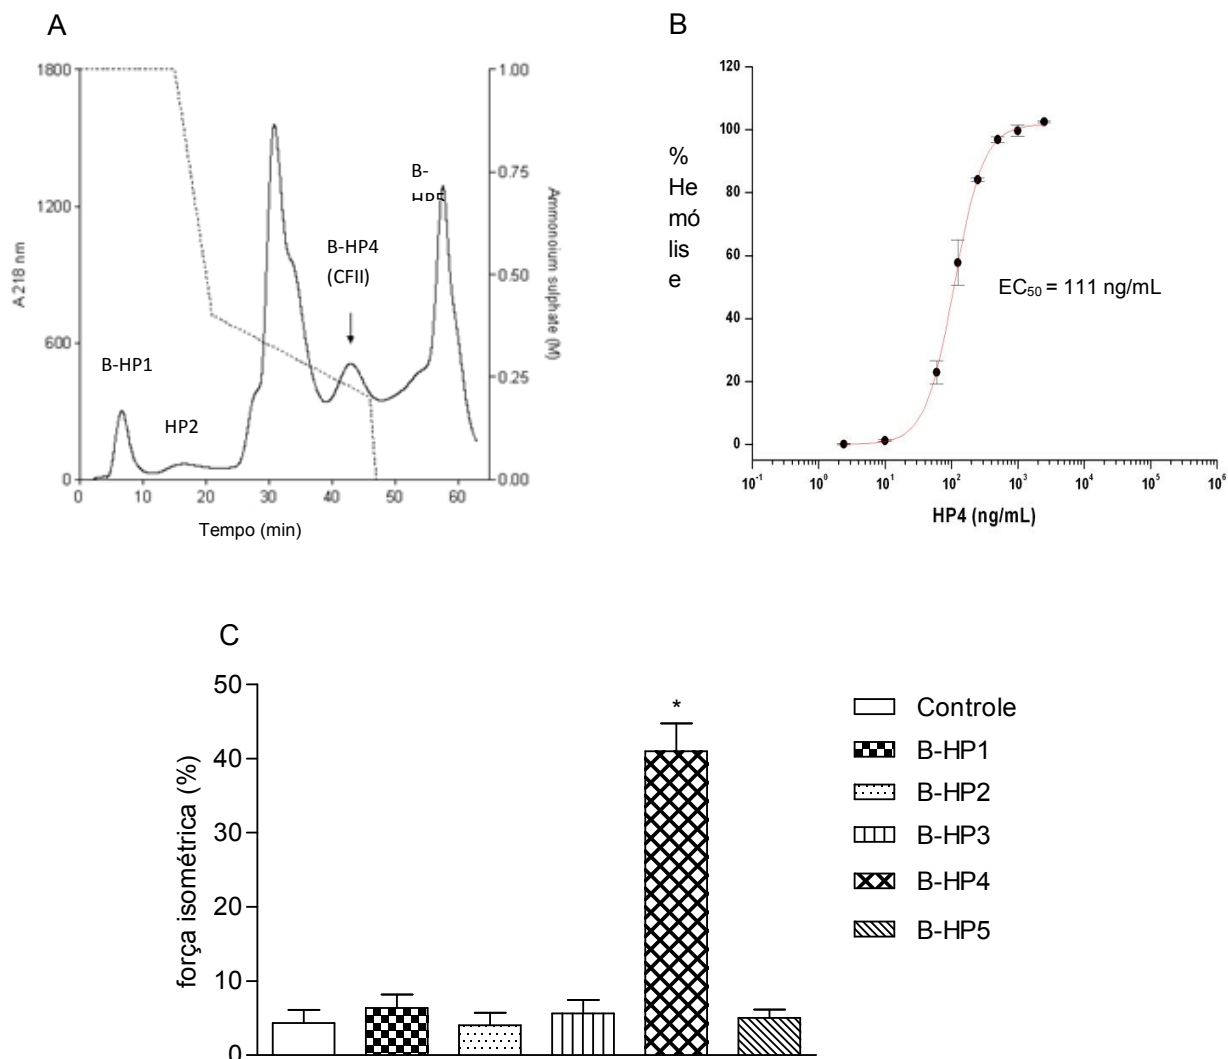 A
1800
1200
600
0
A 218 nm
1.00
0.75
0.50
0.25
0.00
Ammonoium sulphate (M)
B-HP1
HP2
B-HP4
(CFII)
B-
HP5
0 10 20 30 40 50 60
Tempo (min)
B
120
100
80
60
40
20
0
%
He
mó
lis
e
EC50 = 111 ng/mL
10-1 100 101 102 103 104 105 106
HP4 (ng/mL)
C
50
40
30
20
10
0
força isométrica (%)
*
Controle
B-HP1
B-HP2
B-HP3
B-HP4
B-HP5